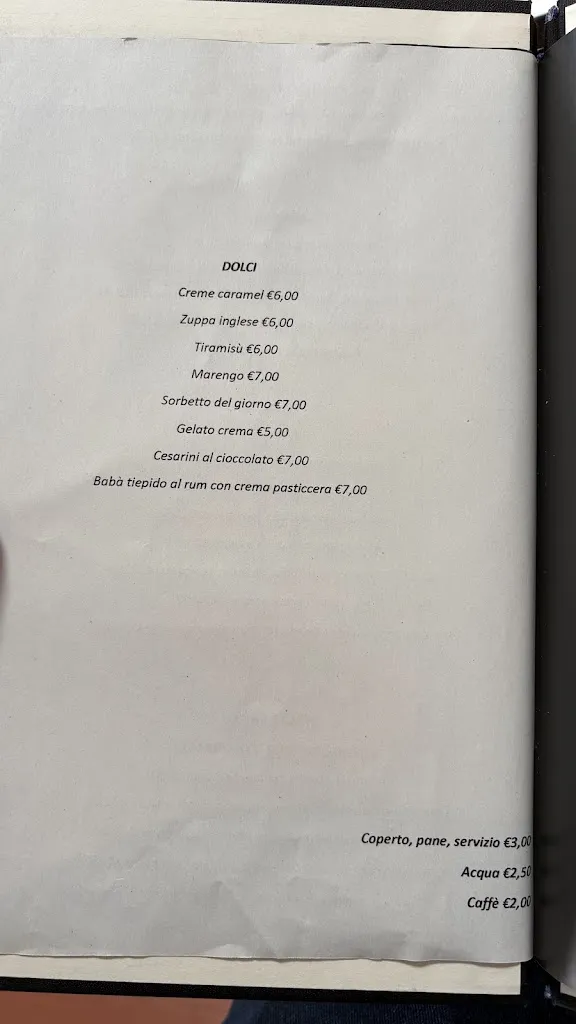 DOLCI
Creme caramel €6,00
Zuppa inglese €6,00
Tiramisù €6,00
Marengo €7,00
Sorbetto del giorno €7,00
Gelato crema €5,00
Cesarini al cioccolato €7,00
Babà tiepido al rum con crema pasticcera €7,00
Coperto, pane, servizio €3,00
Acqua €2,50
Caffè €2,00